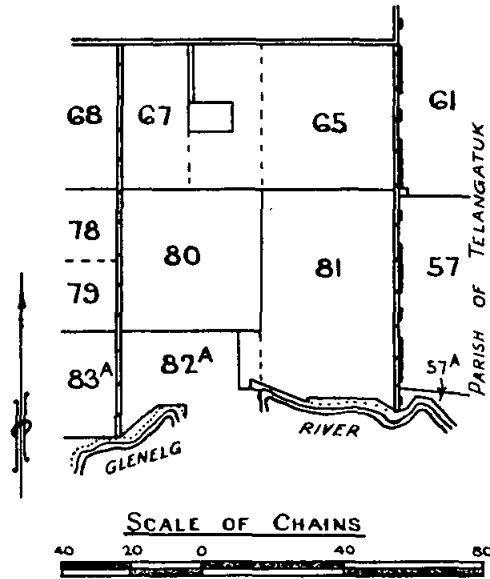 68 67 65 61
78
80 81 57
79
83A 82A 57A
PARISH OF TELANGATUK
GLENELG
RIVER
SCALE OF CHAINS
40 20 0 40 80